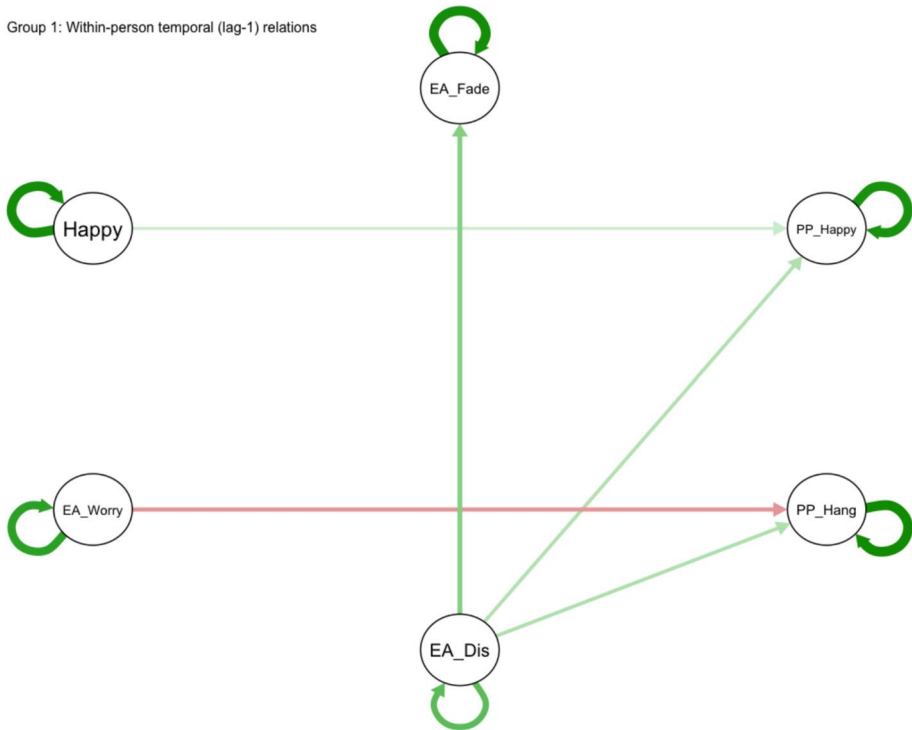 Group 1: Within-person temporal (lag-1) relations
EA_Fade
Happy
PP_Happy
EA_Worry
PP_Hang
EA_Dis